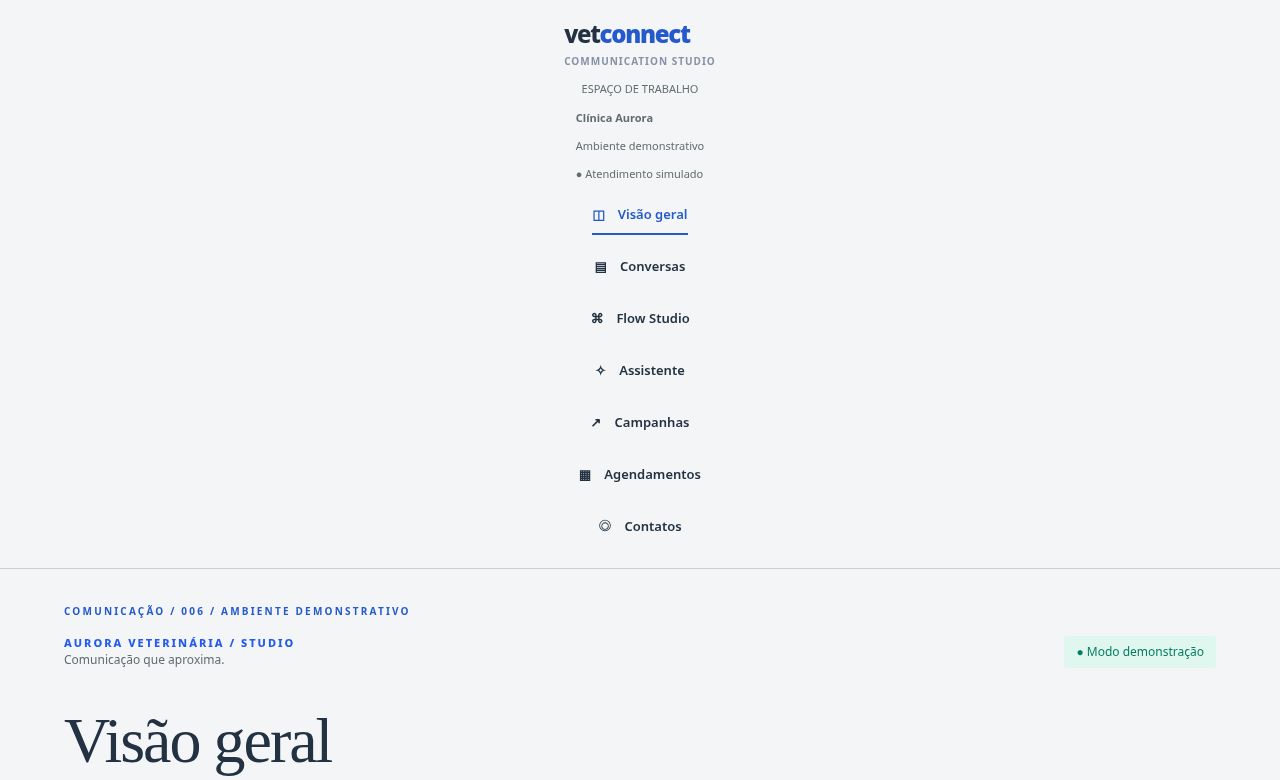 vetconnect
COMMUNICATION STUDIO
ESPAÇO DE TRABALHO
Clínica Aurora
Ambiente demonstrativo
● Atendimento simulado
◫ Visão geral
▤ Conversas
⌘ Flow Studio
✧ Assistente
↗ Campanhas
▦ Agendamentos
◎ Contatos
COMUNICAÇÃO / 006 / AMBIENTE DEMONSTRATIVO
AURORA VETERINÁRIA / STUDIO
Comunicação que aproxima.
● Modo demonstração
Visão geral